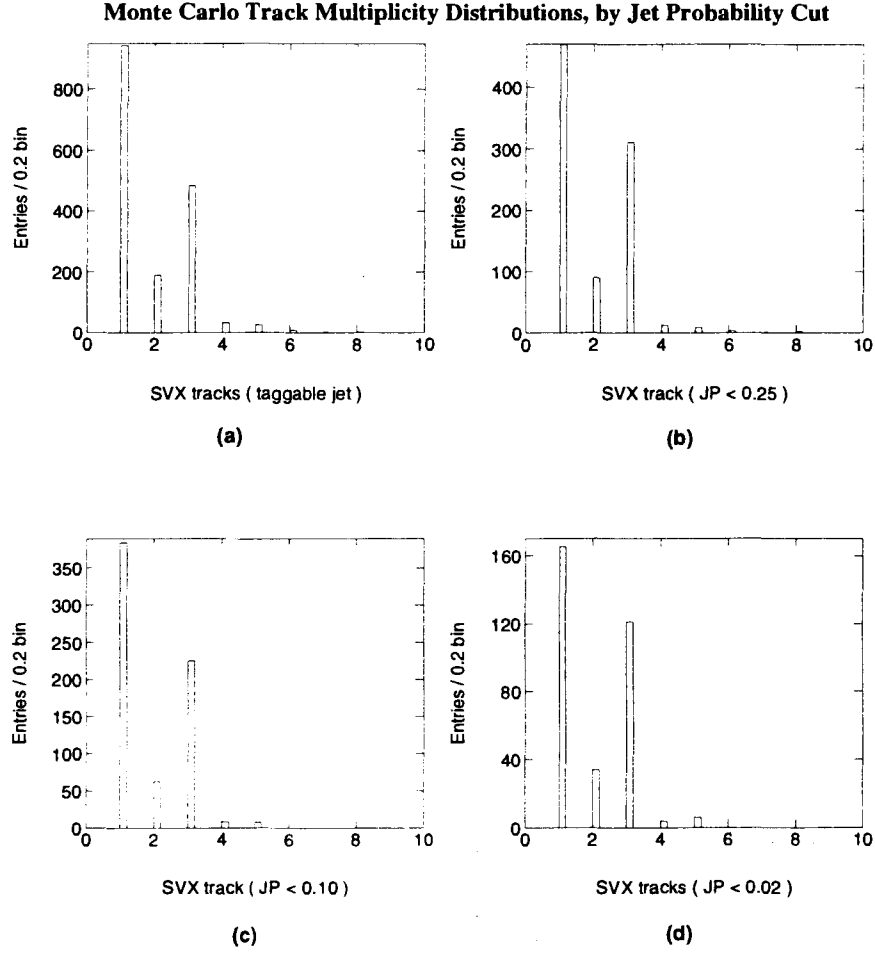 Monte Carlo Track Multiplicity Distributions, by Jet Probability Cut
Entries / 0.2 bin
800
600
400
200
0
0 2 4 6 8 10
SVX tracks ( taggable jet )
(a)
Entries / 0.2 bin
400
300
200
100
0
0 2 4 6 8 10
SVX track ( JP < 0.25 )
(b)
Entries / 0.2 bin
350
300
250
200
150
100
50
0
0 2 4 6 8 10
SVX track ( JP < 0.10 )
(c)
Entries / 0.2 bin
160
120
80
40
0
0 2 4 6 8 10
SVX tracks ( JP < 0.02 )
(d)